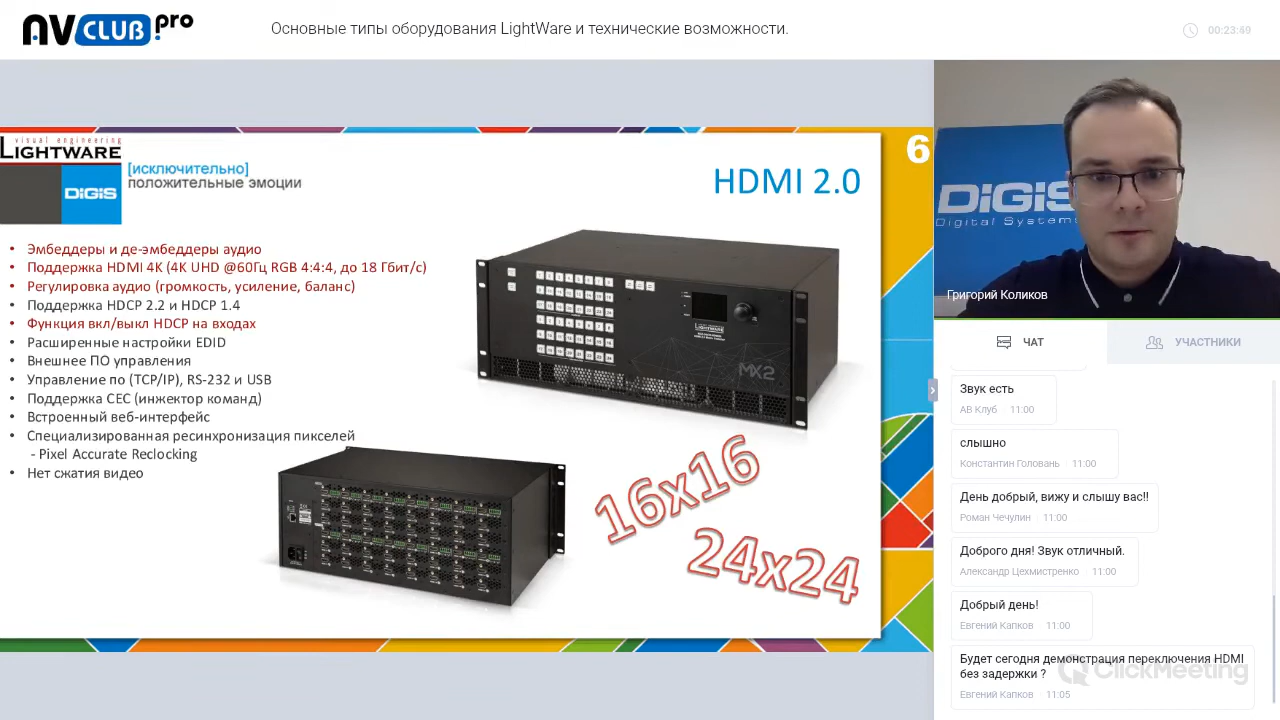 AVCLUB.pro
Основные типы оборудования LightWare и технические возможности.
00:23:59
visual engineering
LIGHTWARE
DIGIS
[исключительно]
положительные эмоции
HDMI 2.0
6
• Эмбеддеры и де-эмбеддеры аудио
• Поддержка HDMI 4K (4K UHD @60Гц RGB 4:4:4, до 18 Гбит/с)
• Регулировка аудио (громкость, усиление, баланс)
• Поддержка HDCP 2.2 и HDCP 1.4
• Функция вкл/выкл HDCP на входах
• Расширенные настройки EDID
• Внешнее ПО управления
• Управление по (TCP/IP), RS-232 и USB
• Поддержка CEC (инжектор команд)
• Встроенный веб-интерфейс
• Специализированная ресинхронизация пикселей
- Pixel Accurate Reclocking
• Нет сжатия видео
LIGHTWARE
MX2
16x16
24x24
DIGIS
Digital Systems
Григорий Коликов
ЧАТ
УЧАСТНИКИ
Звук есть
АВ Клуб 11:00
слышно
Константин Головань 11:00
День добрый, вижу и слышу вас!!
Роман Чечулин 11:00
Доброго дня! Звук отличный.
Александр Цехмистренко 11:00
Добрый день!
Евгений Капков 11:00
Будет сегодня демонстрация переключения HDMI
без задержки ?
Евгений Капков 11:05
ClickMeeting